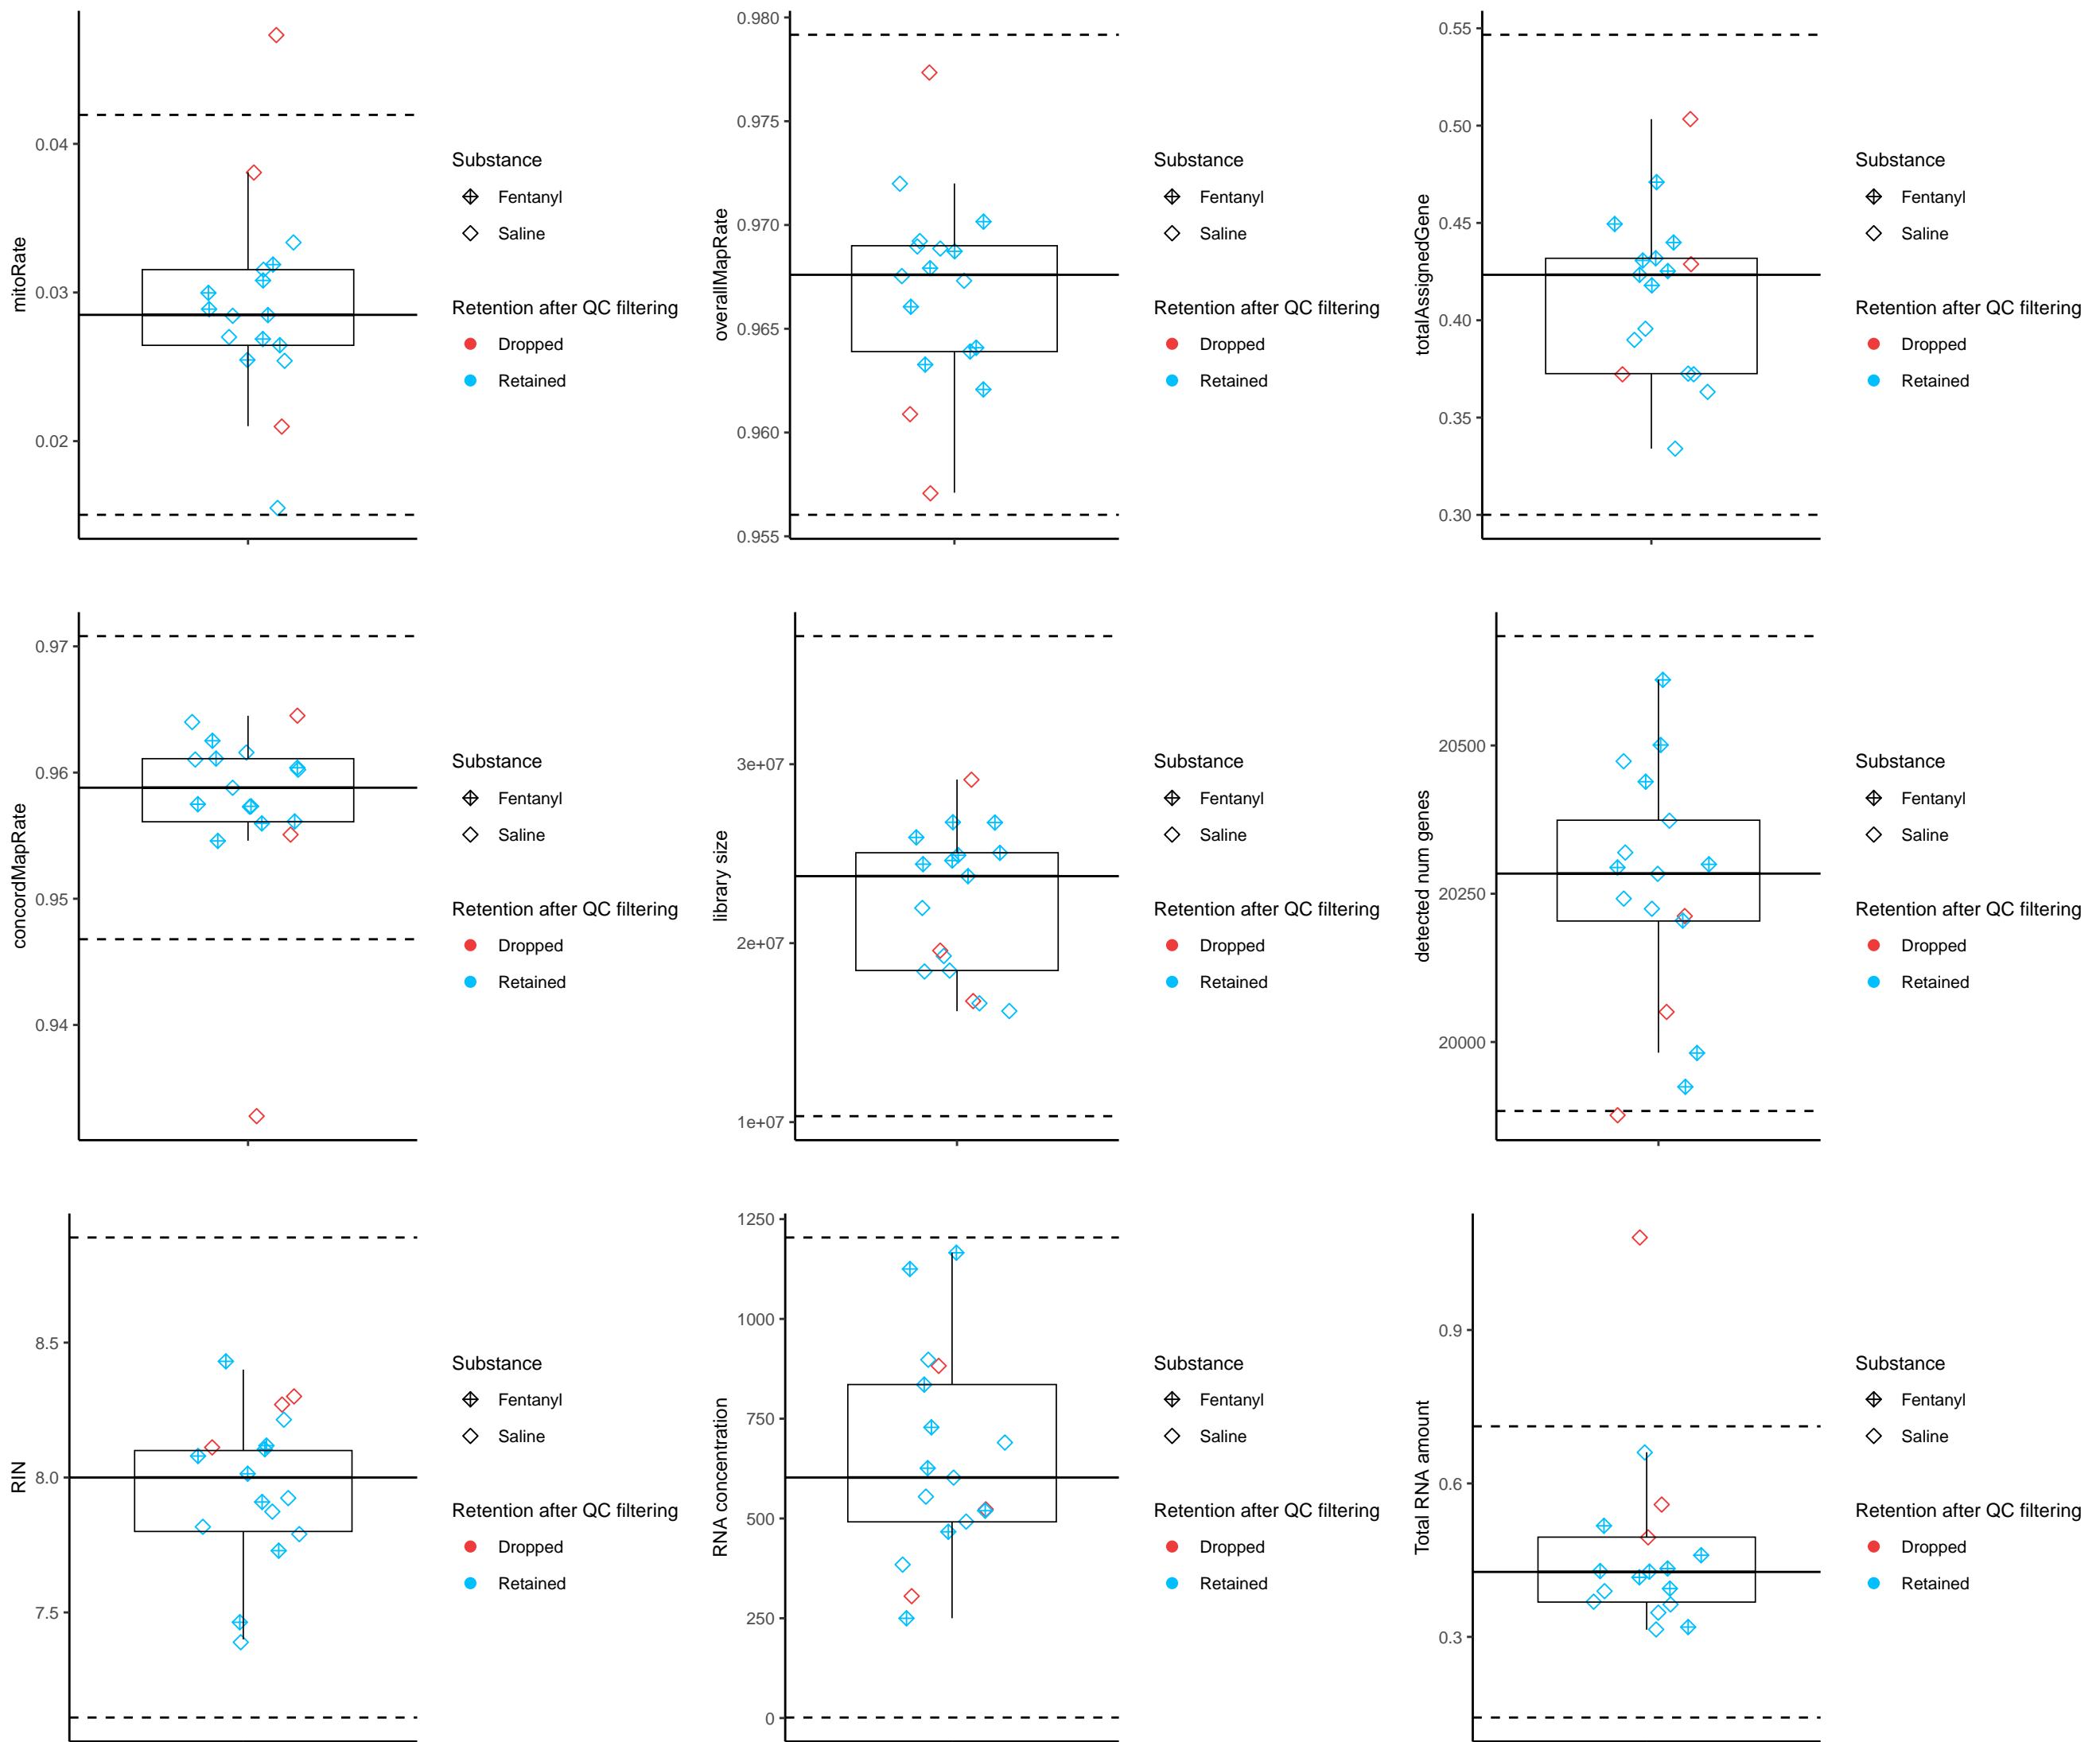 mitoRate
0.04
0.03
0.02
Substance
Fentanyl
Saline
Retention after QC filtering
Dropped
Retained
overallMapRate
0.980
0.975
0.970
0.965
0.960
0.955
Substance
Fentanyl
Saline
Retention after QC filtering
Dropped
Retained
totalAssignedGene
0.55
0.50
0.45
0.40
0.35
0.30
Substance
Fentanyl
Saline
Retention after QC filtering
Dropped
Retained
concordMapRate
0.97
0.96
0.95
0.94
Substance
Fentanyl
Saline
Retention after QC filtering
Dropped
Retained
library size
3e+07
2e+07
1e+07
Substance
Fentanyl
Saline
Retention after QC filtering
Dropped
Retained
detected num genes
20500
20250
20000
Substance
Fentanyl
Saline
Retention after QC filtering
Dropped
Retained
RIN
8.5
8.0
7.5
Substance
Fentanyl
Saline
Retention after QC filtering
Dropped
Retained
RNA concentration
1250
1000
750
500
250
0
Substance
Fentanyl
Saline
Retention after QC filtering
Dropped
Retained
Total RNA amount
0.9
0.6
0.3
Substance
Fentanyl
Saline
Retention after QC filtering
Dropped
Retained